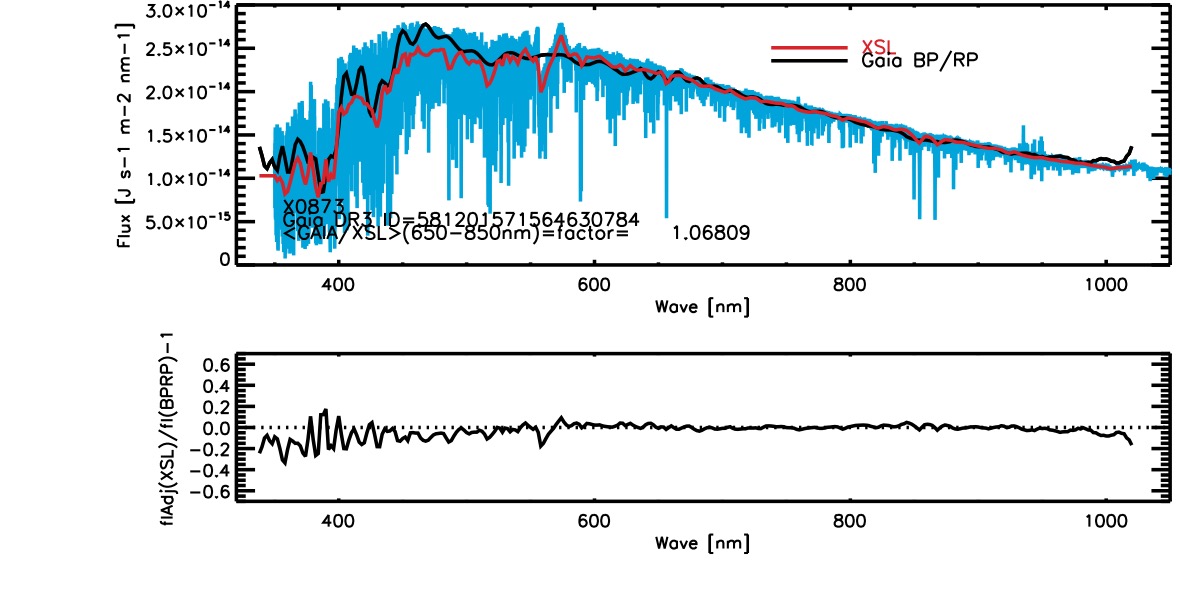 3.0×10−14
2.5×10−14
2.0×10−14
1.5×10−14
1.0×10−14
5.0×10−15
0
Flux [J s−1 m−2 nm−1]
XSL
Gaia BP/RP
X0873
Gaia DR3 ID=5812015715646630784
<GAIA/XSL>(650−850nm)=factor= 1.06809
400 600 800 1000
Wave [nm]
0.6
0.4
0.2
0.0
−0.2
−0.4
−0.6
flAdj(XSL)/fl(BPRP)−1
400 600 800 1000
Wave [nm]